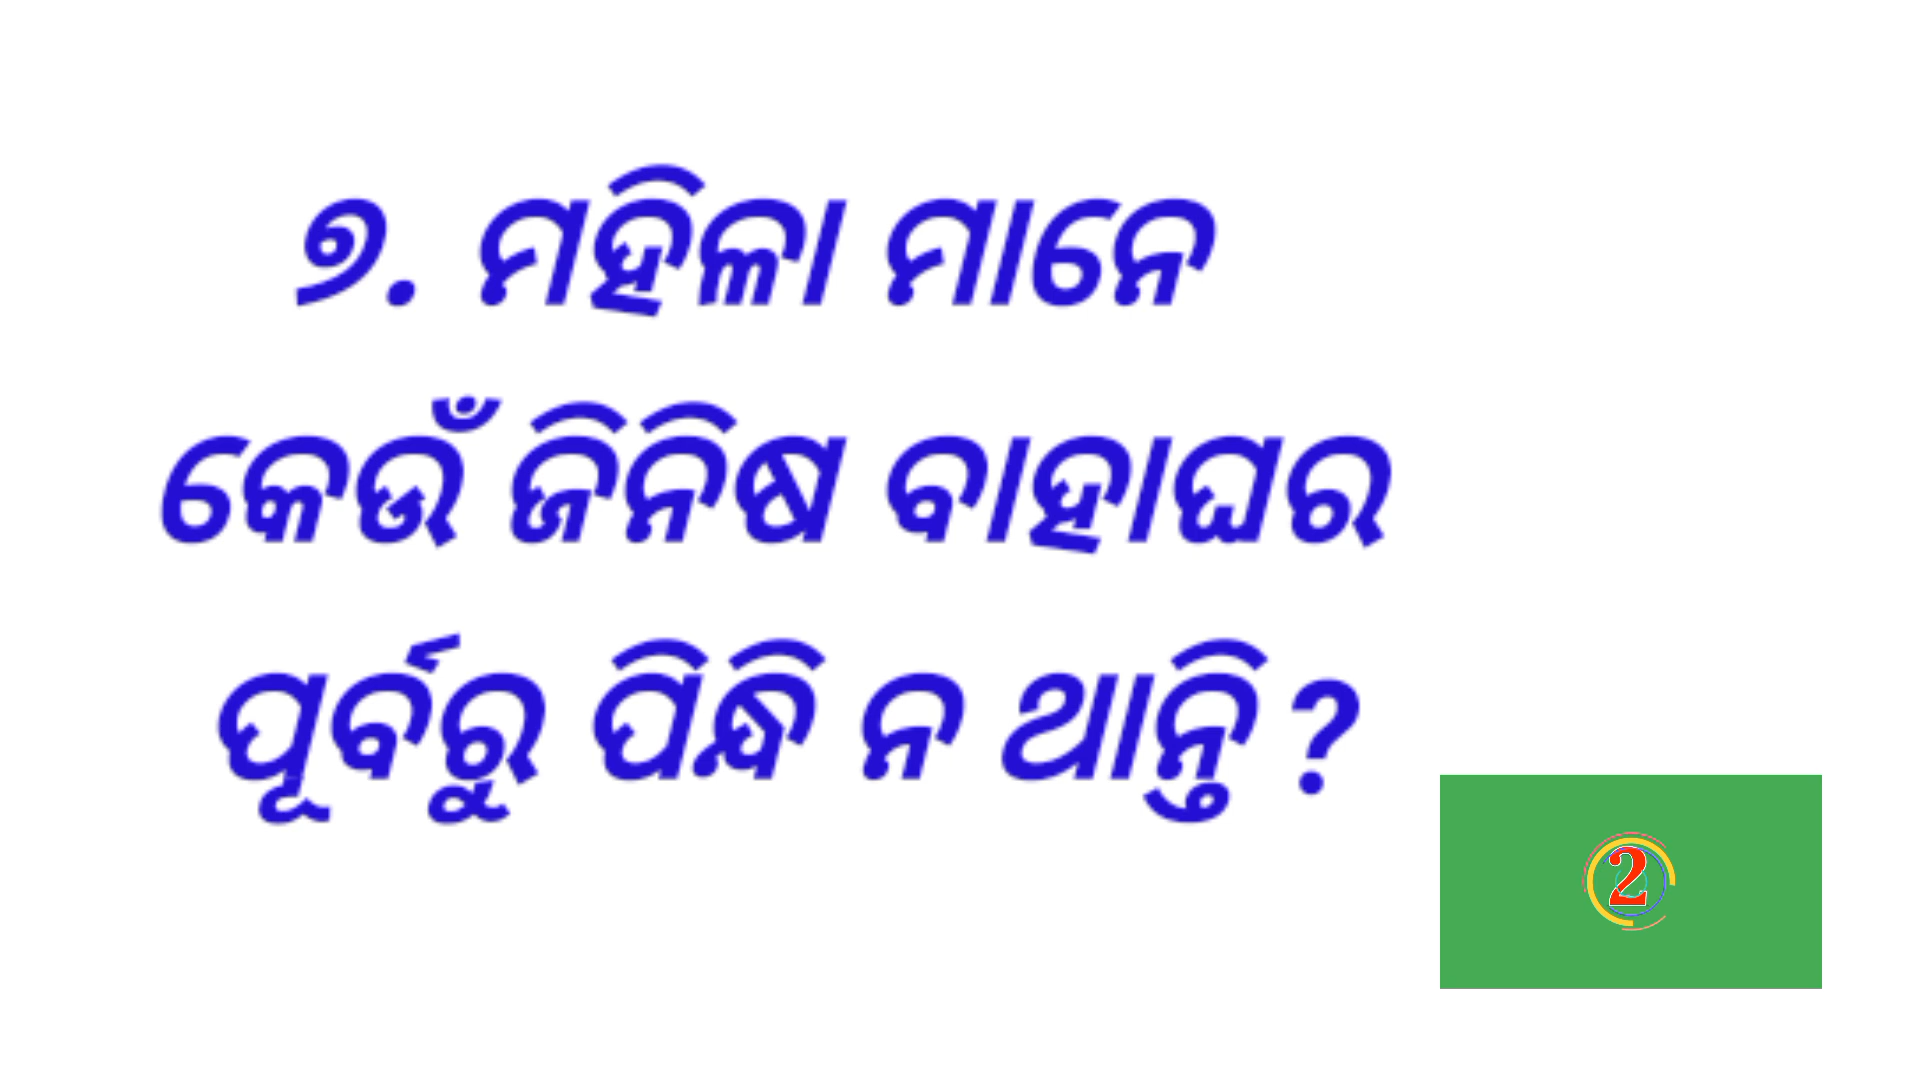 ୭. ମହିଳା ମାନେ
କେଉଁ ଜିନିଷ ବାହାଘର
ପୂର୍ବରୁ ପିନ୍ଧି ନ ଥାନ୍ତି ?
2